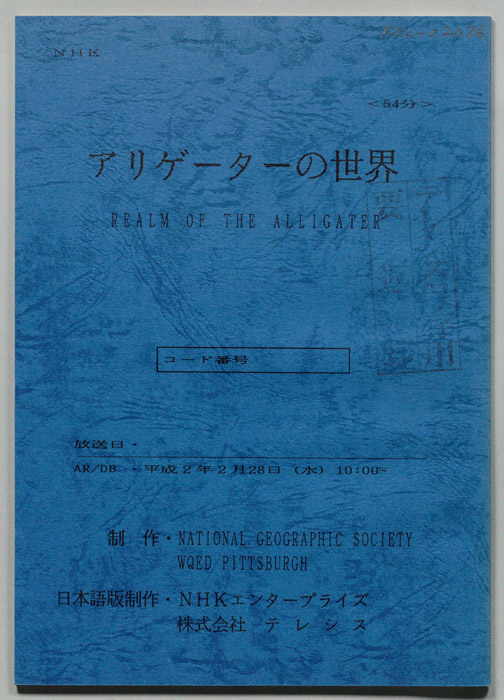 NHK
<54分>
アリゲーターの世界
REALM OF THE ALLIGATER
コード番号
放送日・
AR/DB・平成2年2月28日（水）10:00~
制 作・NATIONAL GEOGRAPHIC SOCIETY
WQED PITTSBURGH
日本語版制作・NHKエンタープライズ
株式会社 テレシス